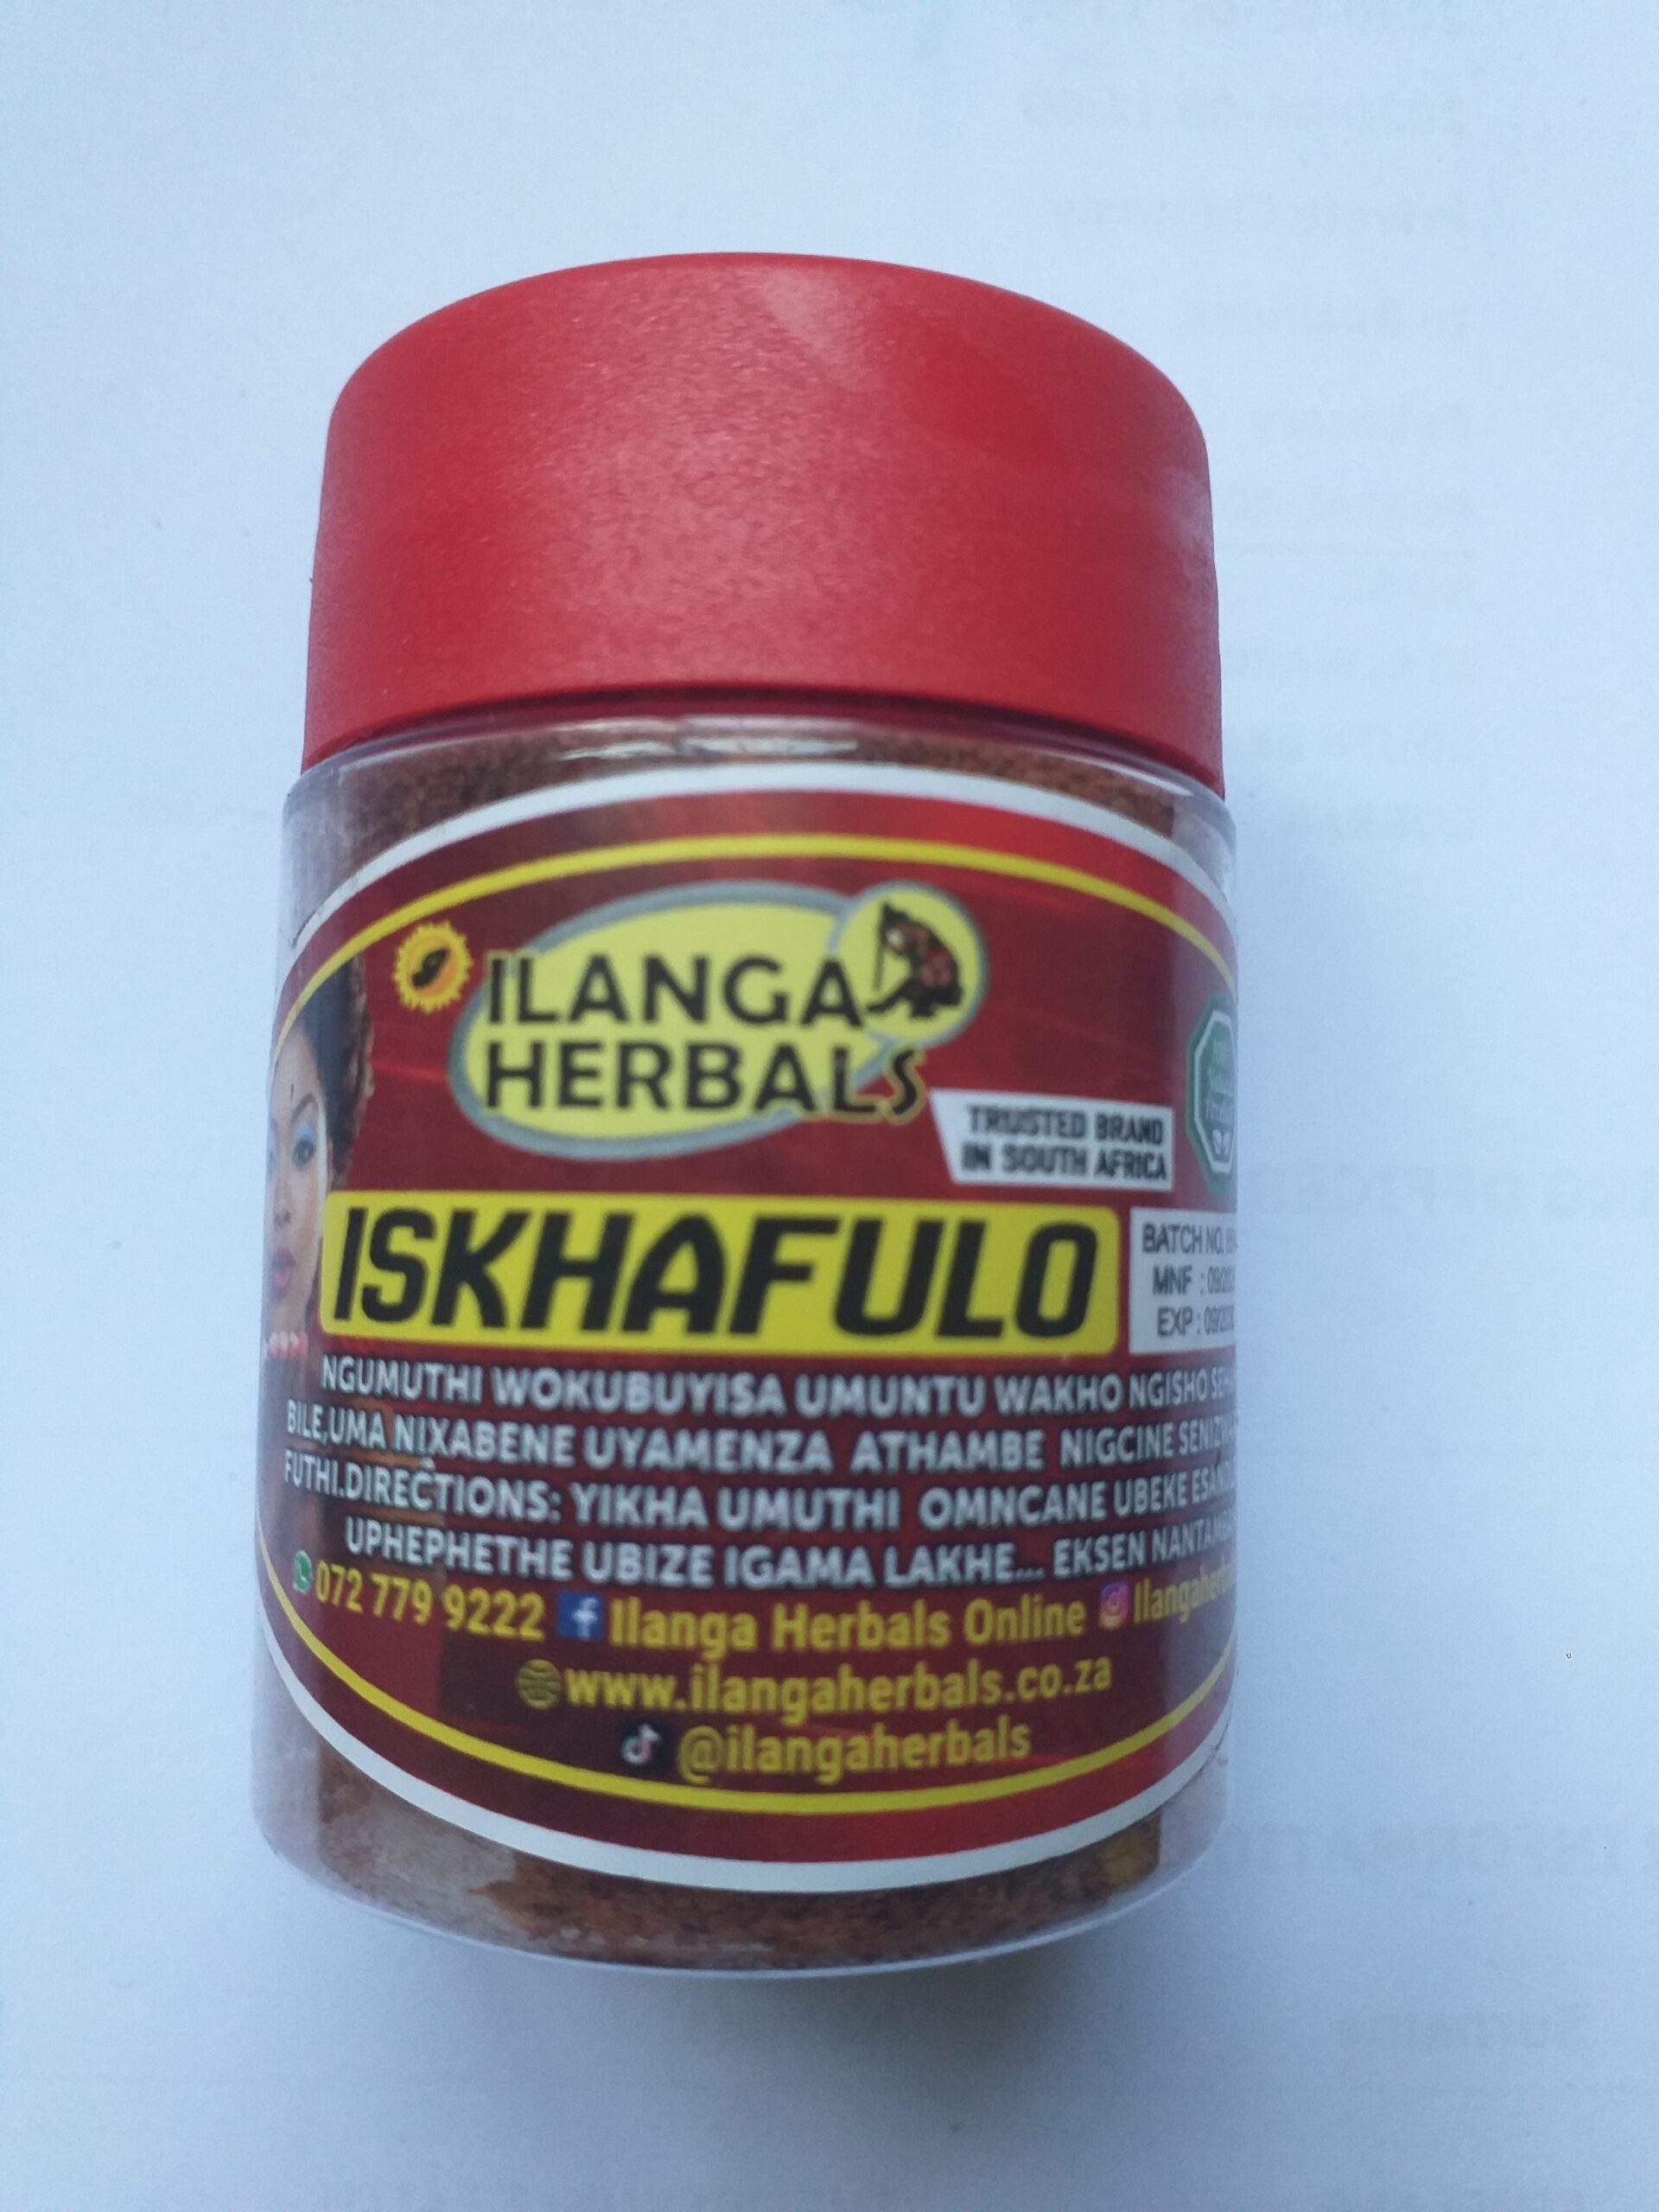 ILANGA
HERBALS
TRUSTED BRAND
IN SOUTH AFRICA
ISKHAFULO
BATCH NO.
MNF :
EXP :
NGUMUTHI WOKUBUYISA UMUNTU WAKHO NGISHO
BILE,UMA NIXABENE UYAMENZA ATHAMBE NIGCINE
FUTHI.DIRECTIONS: YIKHA UMUTHI OMNCANE UBEKE
UPHEPHETHE UBIZE IGAMA LAKHE... EKSEN
072 779 9222 Ilanga Herbals Online
www.ilangaherbals.co.za
@ilangaherbals